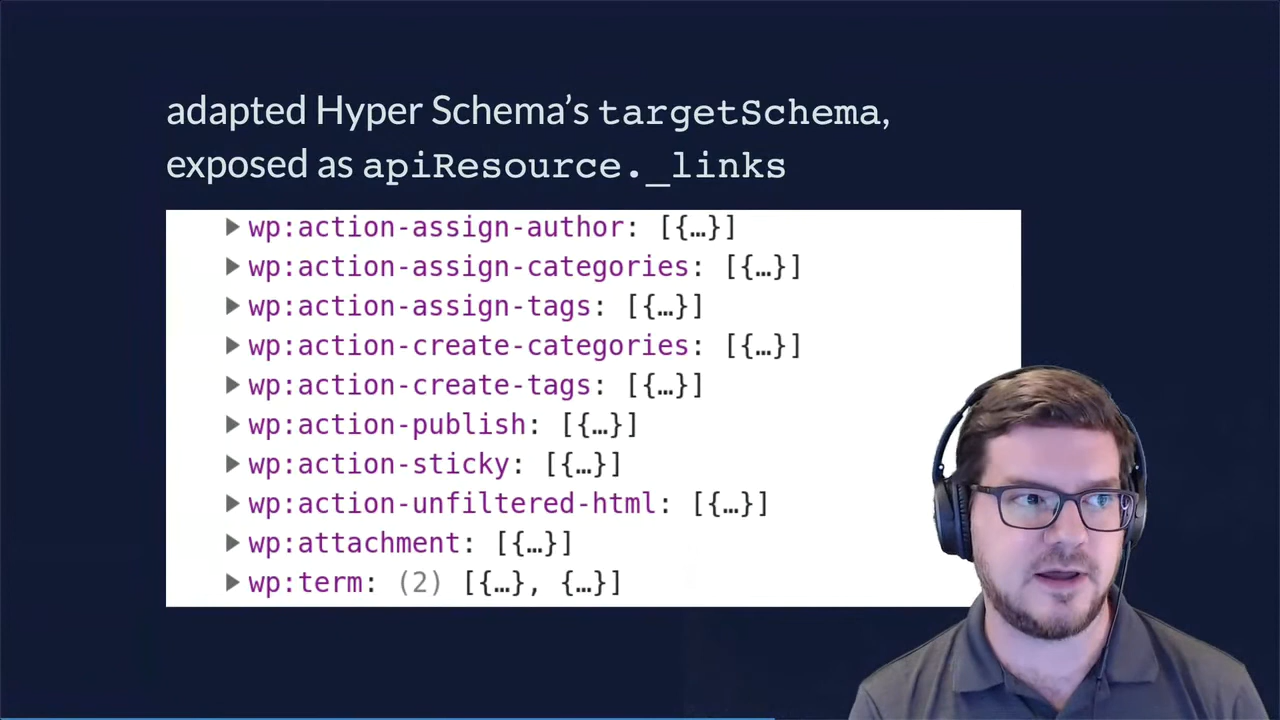 adapted Hyper Schema’s targetSchema,
exposed as apiResource._links
▶ wp:action-assign-author: [{…}]
▶ wp:action-assign-categories: [{…}]
▶ wp:action-assign-tags: [{…}]
▶ wp:action-create-categories: [{…}]
▶ wp:action-create-tags: [{…}]
▶ wp:action-publish: [{…}]
▶ wp:action-sticky: [{…}]
▶ wp:action-unfiltered-html: [{…}]
▶ wp:attachment: [{…}]
▶ wp:term: (2) [{…}, {…}]